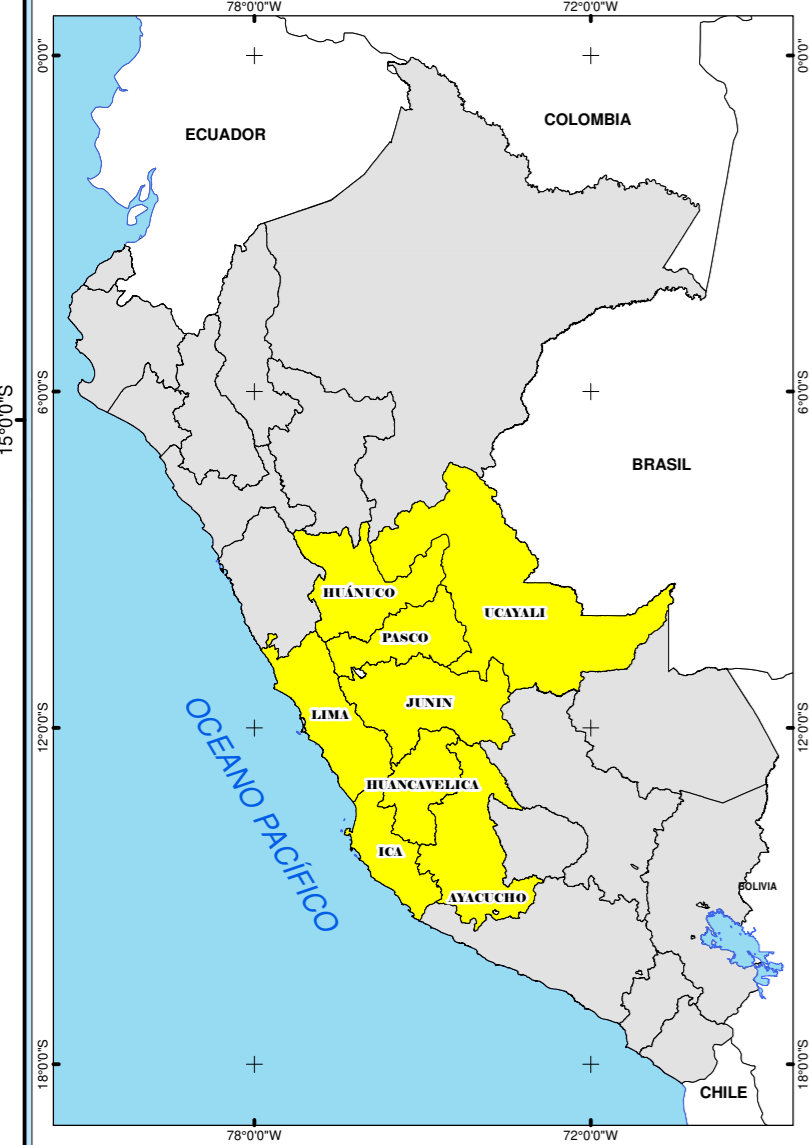 78°0'0"W
72°0'0"W
0°0'0"
0°0'0"
COLOMBIA
ECUADOR
6°0'0"S
6°0'0"S
15°0'0"S
BRASIL
HUÁNUCO
UCAYALI
PASCO
JUNIN
LIMA
12°0'0"S
12°0'0"S
OCEANO PACÍFICO
HUANCAVELICA
ICA
BOLIVIA
AYACUCHO
18°0'0"S
18°0'0"S
CHILE
78°0'0"W
72°0'0"W